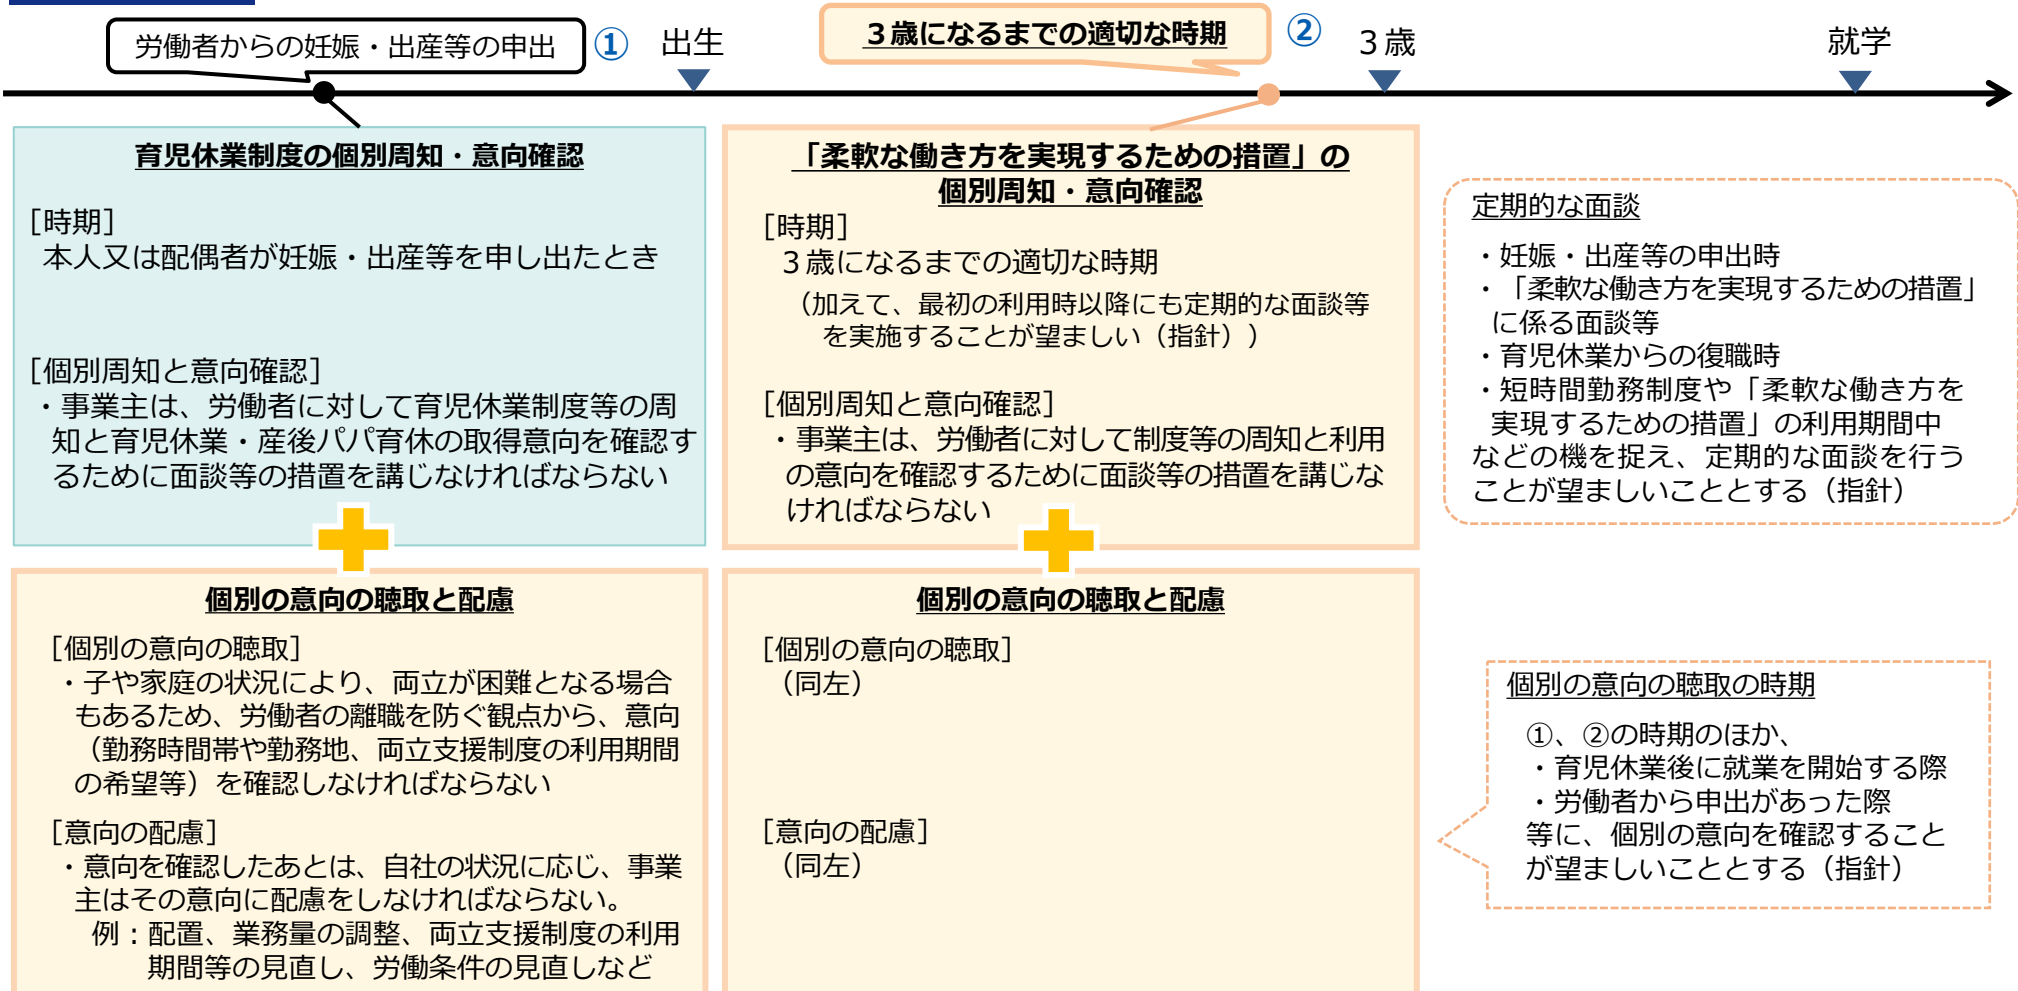 労働者からの妊娠・出産等の申出
①
出生
３歳になるまでの適切な時期
②
３歳
就学
育児休業制度の個別周知・意向確認
［時期］
本人又は配偶者が妊娠・出産等を申し出たとき
［個別周知と意向確認］
・事業主は、労働者に対して育児休業制度等の周
知と育児休業・産後パパ育休の取得意向を確認す
るために面談等の措置を講じなければならない
個別の意向の聴取と配慮
［個別の意向の聴取］
・子や家庭の状況により、両立が困難となる場合
もあるため、労働者の離職を防ぐ観点から、意向
（勤務時間帯や勤務地、両立支援制度の利用期間
の希望等）を確認しなければならない
［意向の配慮］
・意向を確認したあとは、自社の状況に応じ、事業
主はその意向に配慮をしなければならない。
例：配置、業務量の調整、両立支援制度の利用
期間等の見直し、労働条件の見直しなど
「柔軟な働き方を実現するための措置」の
個別周知・意向確認
［時期］
３歳になるまでの適切な時期
（加えて、最初の利用時以降にも定期的な面談等
を実施することが望ましい（指針））
［個別周知と意向確認］
・事業主は、労働者に対して制度等の周知と利用
の意向を確認するために面談等の措置を講じな
ければならない
個別の意向の聴取と配慮
［個別の意向の聴取］
（同左）
［意向の配慮］
（同左）
定期的な面談
・妊娠・出産等の申出時
・「柔軟な働き方を実現するための措置」
に係る面談等
・育児休業からの復職時
・短時間勤務制度や「柔軟な働き方を
実現するための措置」の利用期間中
などの機を捉え、定期的な面談を行う
ことが望ましいこととする（指針）
個別の意向の聴取の時期
①、②の時期のほか、
・育児休業後に就業を開始する際
・労働者から申出があった際
等に、個別の意向を確認すること
が望ましいこととする（指針）